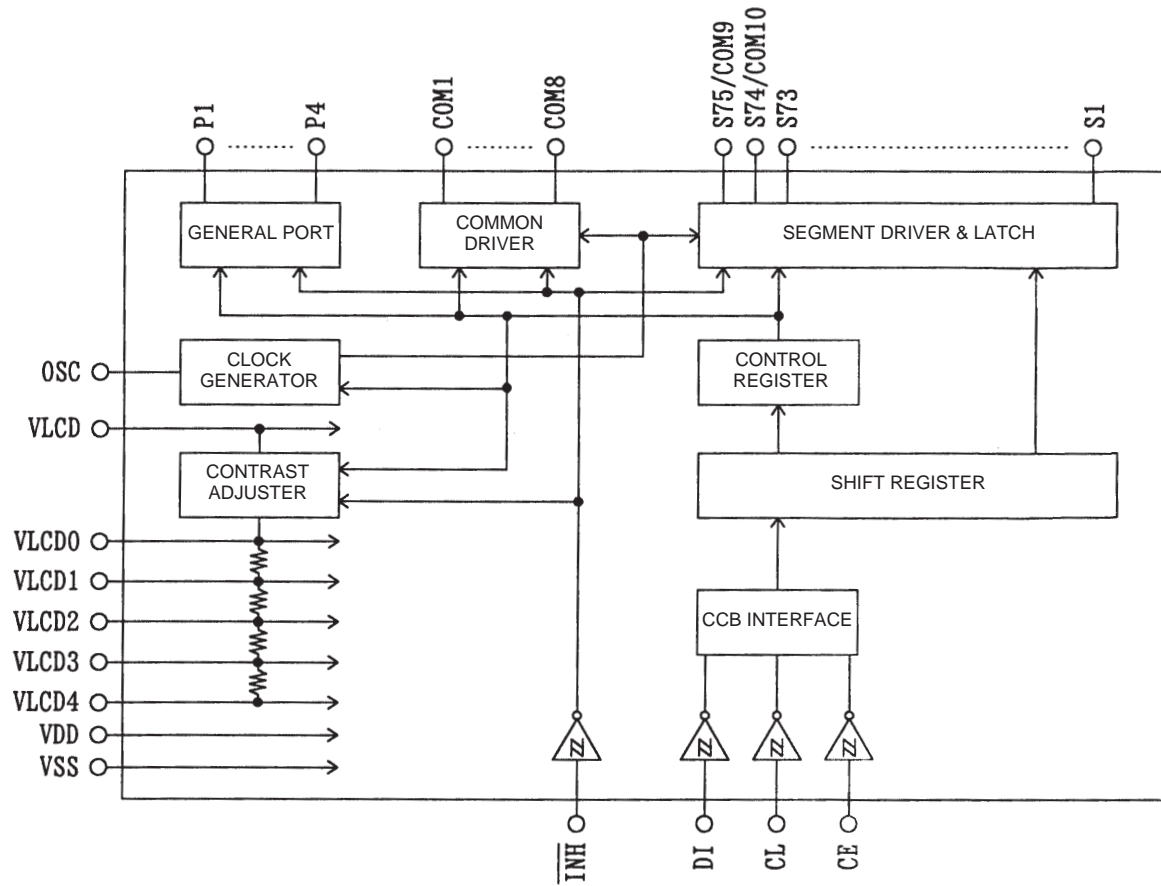 P1
P4
COM1
COM8
S75/COM9
S74/COM10
S73
S1
GENERAL PORT
COMMON
DRIVER
SEGMENT DRIVER & LATCH
OSC
CLOCK
GENERATOR
CONTROL
REGISTER
VLCD
CONTRAST
ADJUSTER
SHIFT REGISTER
VLCD0
VLCD1
VLCD2
CCB INTERFACE
VLCD3
VLCD4
VDD
VSS
INH
DI
CL
CE